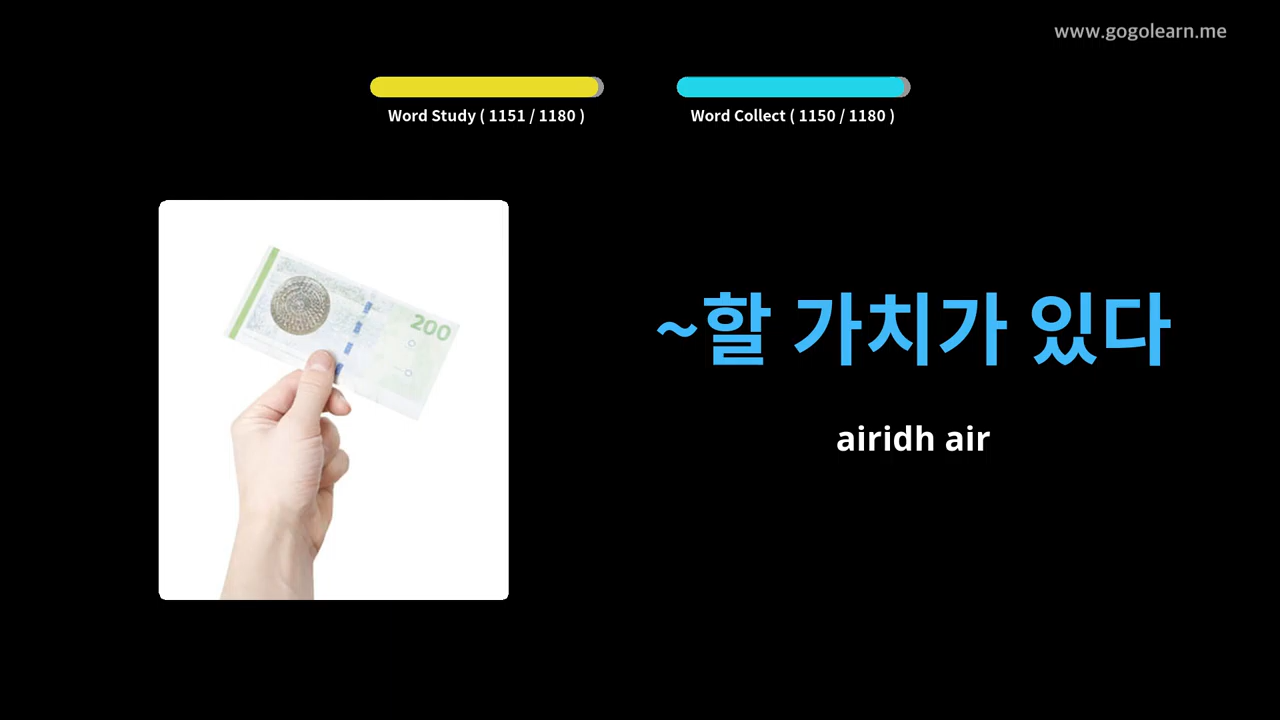 www.gogolearn.me
Word Study ( 1151 / 1180 )
Word Collect ( 1150 / 1180 )
200
~할 가치가 있다
airidh air